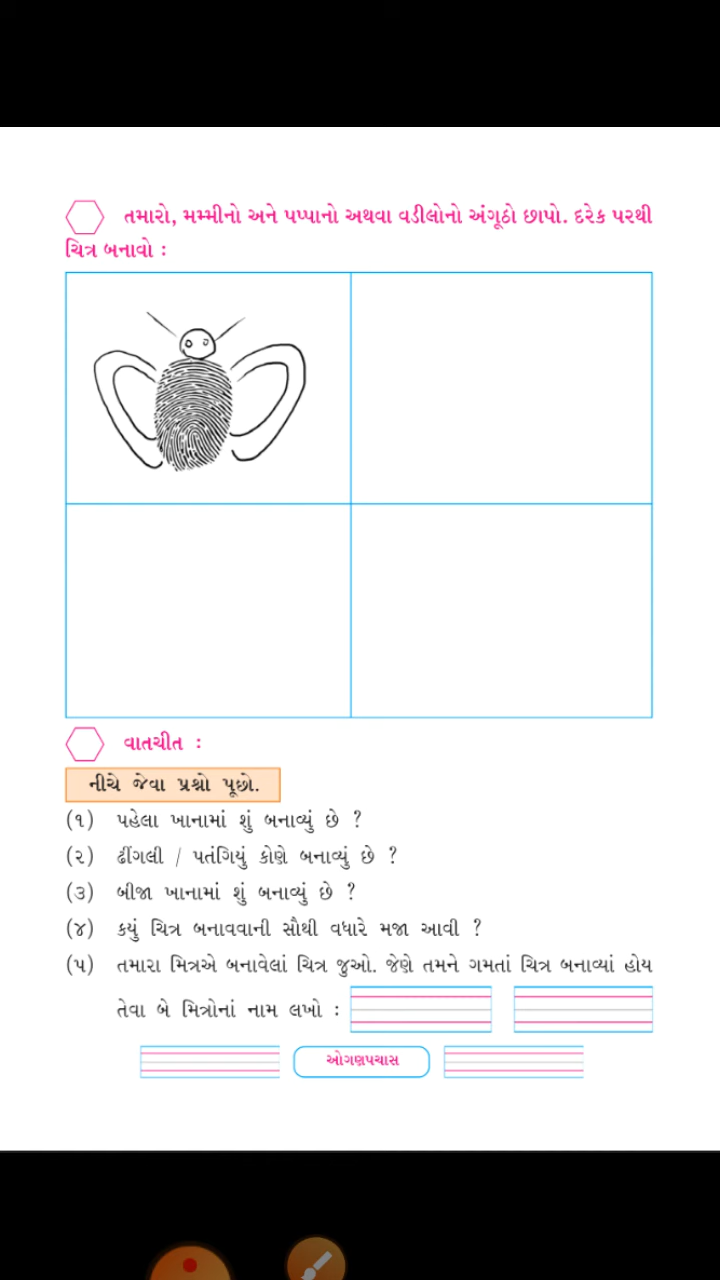 તમારો, મમ્મીનો અને પપ્પાનો અથવા વડીલોનો અંગૂઠો છાપો. દરેક પરથી
ચિત્ર બનાવો :
વાતચીત :
નીચે જેવા પ્રશ્નો પૂછો.
(૧) પહેલા ખાનામાં શું બનાવ્યું છે ?
(૨) ઢીંગલી / પતંગિયું કોણે બનાવ્યું છે ?
(૩) બીજા ખાનામાં શું બનાવ્યું છે ?
(૪) કયું ચિત્ર બનાવવાની સૌથી વધારે મજા આવી ?
(૫) તમારા મિત્રએ બનાવેલાં ચિત્ર જુઓ. જેણે તમને ગમતાં ચિત્ર બનાવ્યાં હોય
તેવા બે મિત્રોનાં નામ લખો :
ઓગણપચાસ